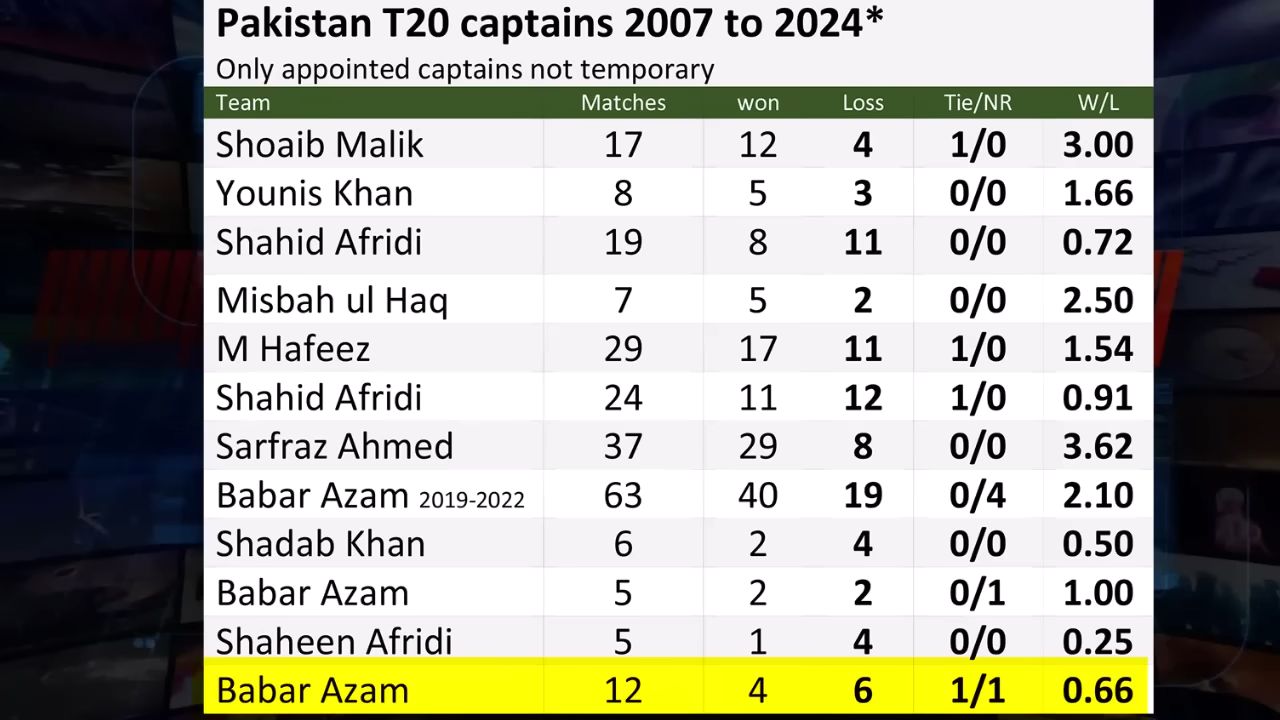 Pakistan T20 captains 2007 to 2024*
Only appointed captains not temporary
Team Matches won Loss Tie/NR W/L
Shoaib Malik 17 12 4 1/0 3.00
Younis Khan 8 5 3 0/0 1.66
Shahid Afridi 19 8 11 0/0 0.72
Misbah ul Haq 7 5 2 0/0 2.50
M Hafeez 29 17 11 1/0 1.54
Shahid Afridi 24 11 12 1/0 0.91
Sarfraz Ahmed 37 29 8 0/0 3.62
Babar Azam 2019-2022 63 40 19 0/4 2.10
Shadab Khan 6 2 4 0/0 0.50
Babar Azam 5 2 2 0/1 1.00
Shaheen Afridi 5 1 4 0/0 0.25
Babar Azam 12 4 6 1/1 0.66